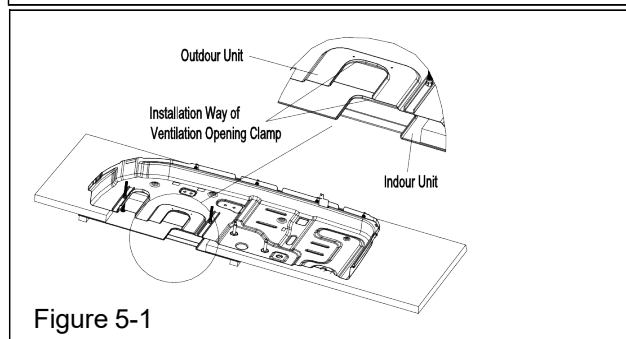 Outdour Unit
Installation Way of
Ventilation Opening Clamp
Indour Unit
Figure 5-1